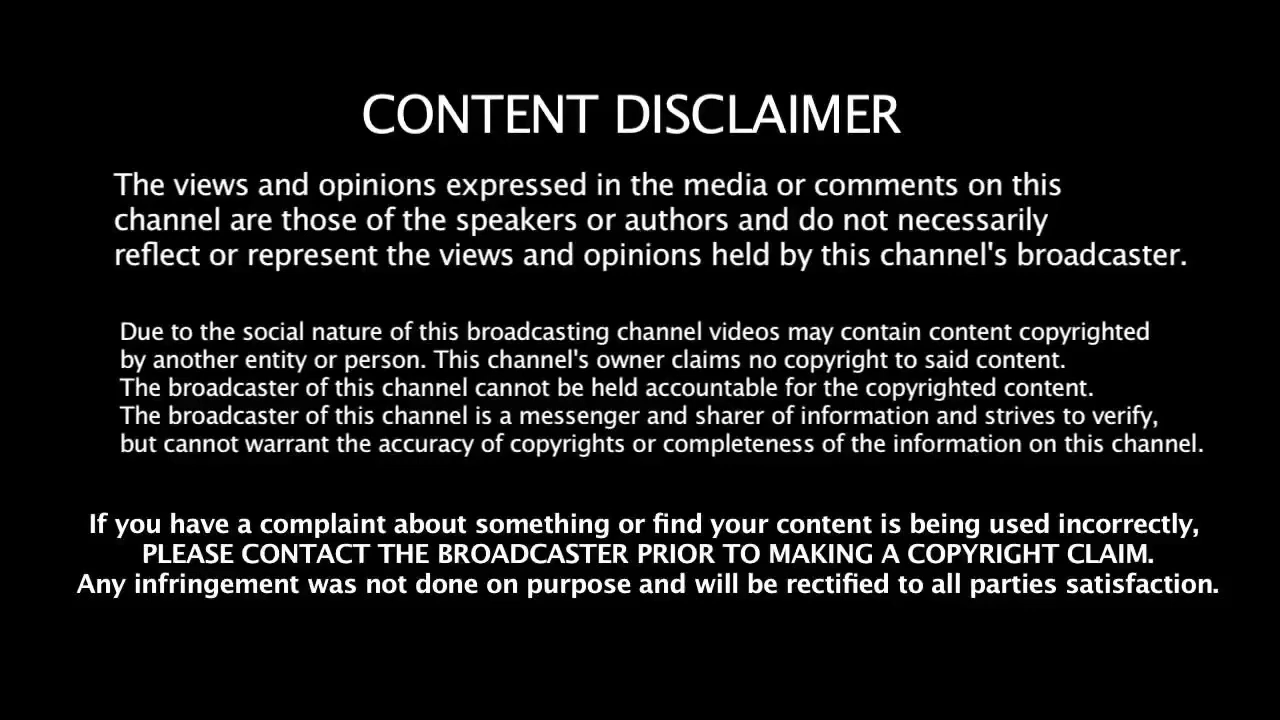 CONTENT DISCLAIMER
The views and opinions expressed in the media or comments on this
channel are those of the speakers or authors and do not necessarily
reflect or represent the views and opinions held by this channel's broadcaster.
Due to the social nature of this broadcasting channel videos may contain content copyrighted
by another entity or person. This channel's owner claims no copyright to said content.
The broadcaster of this channel cannot be held accountable for the copyrighted content.
The broadcaster of this channel is a messenger and sharer of information and strives to verify,
but cannot warrant the accuracy of copyrights or completeness of the information on this channel.
If you have a complaint about something or find your content is being used incorrectly,
PLEASE CONTACT THE BROADCASTER PRIOR TO MAKING A COPYRIGHT CLAIM.
Any infringement was not done on purpose and will be rectified to all parties satisfaction.